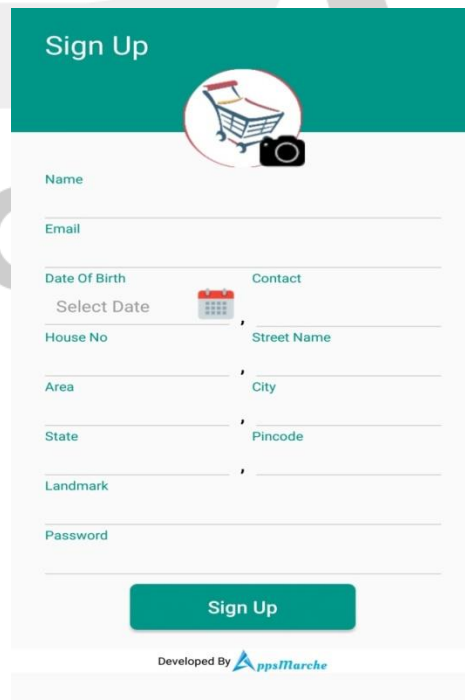 Sign Up
Name
Email
Date Of Birth Contact
Select Date ,
House No Street Name
,
Area City
,
State Pincode
,
Landmark
Password
Sign Up
Developed By AppsMarche